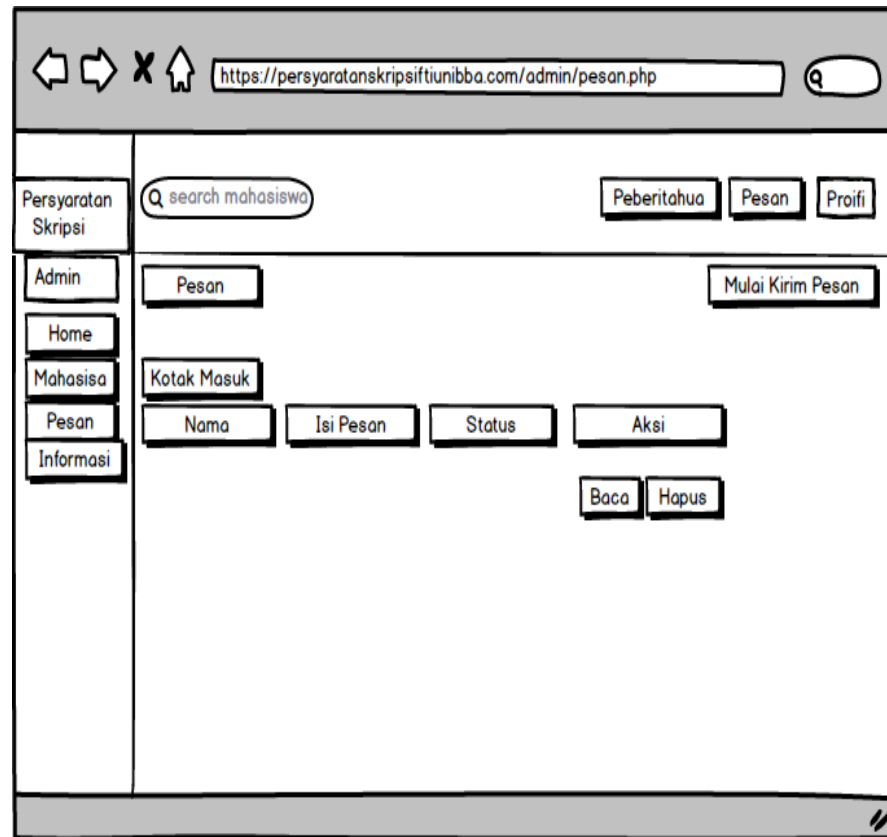 https://persyaratanskripsiftiunibba.com/admin/pesan.php
Persyaratan
Skripsi
search mahasiswa
Peberitahua
Pesan
Proifi
Admin
Home
Mahasisa
Pesan
Informasi
Pesan
Mulai Kirim Pesan
Kotak Masuk
Nama
Isi Pesan
Status
Aksi
Baca
Hapus